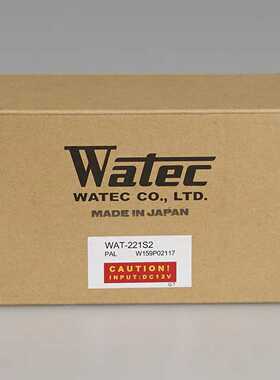 Watec
WATEC CO., LTD.
MADE IN JAPAN
WAT-221S2
PAL W159P02117
CAUTION!
INPUT:DC12V